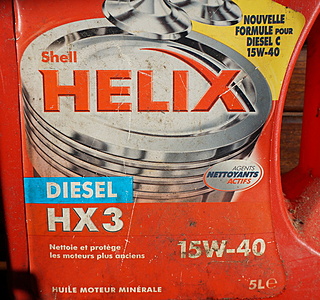 NOUVELLE
FORMULE POUR
DIESEL C
15W-40
Shell
HELIX
AGENTS
NETTOYANTS
ACTIFS
DIESEL
HX3
Nettoie et protège
les moteurs plus anciens
15W-40
5L℮
HUILE MOTEUR MINÉRALE